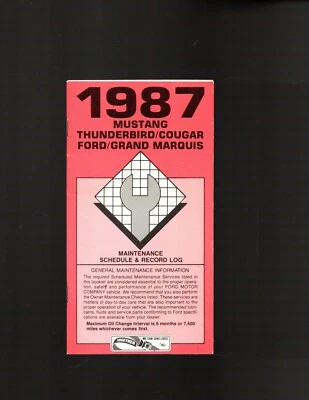 1987
MUSTANG
THUNDERBIRD/COUGAR
FORD/GRAND MARQUIS
MAINTENANCE
SCHEDULE & RECORD LOG
GENERAL MAINTENANCE INFORMATION
The required Scheduled Maintenance Services listed in
this booklet are considered essential to the proper opera-
tion, safety and performance of your FORD MOTOR
COMPANY vehicle. We recommend that you also perform
the Owner Maintenance Checks listed. These services are
matters of day-to-day care that are also important to the
proper operation of your vehicle. The recommended lubri-
cants, fluids and service parts conforming to Ford specifi-
cations are available from your dealer
Maximum Oil Change Interval is 6 months or 7,500
miles whichever comes first.